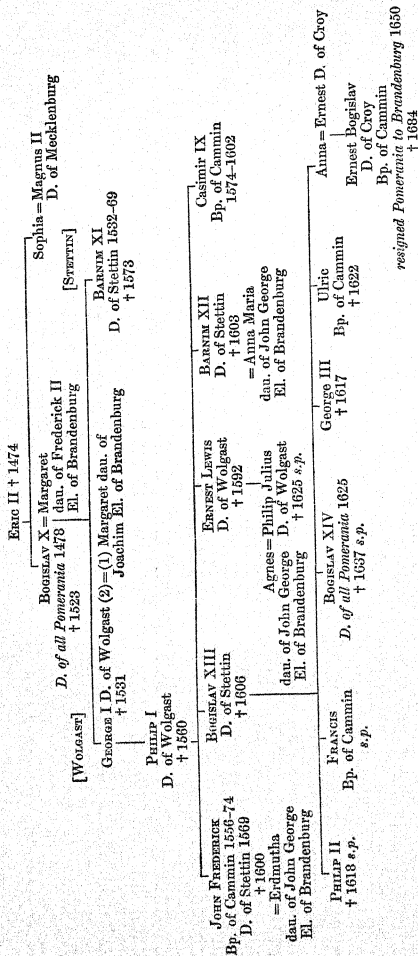 ERIC II † 1474
BOGISLAV X = Margaret
D. of all Pomerania 1478
† 1523
dau. of Frederick II
El. of Brandenburg
Sophia = Magnus II
D. of Mecklenburg
[WOLGAST]
[STETTIN]
GEORGE I D. of Wolgast (2) = (1) Margaret dau. of
† 1531
Joachim El. of Brandenburg
BARNIM XI
D. of Stettin 1532–69
† 1573
PHILIP I
D. of Wolgast
† 1560
JOHN FREDERICK
Bp. of Cammin 1556–74
D. of Stettin 1569
† 1600
= Erdmutha
dau. of John George
El. of Brandenburg
BOGISLAV XIII
D. of Stettin
† 1606
ERNEST LEWIS
D. of Wolgast
† 1592
BARNIM XII
D. of Stettin
† 1603
= Anna Maria
dau. of John George
El. of Brandenburg
Casimir IX
Bp. of Cammin
1574–1602
Agnes = Philip Julius
dau. of John George
El. of Brandenburg
D. of Wolgast
† 1625 s.p.
PHILIP II
† 1618 s.p.
FRANCIS
Bp. of Cammin
s.p.
BOGISLAV XIV
D. of all Pomerania 1625
† 1637 s.p.
George III
† 1617
Ulric
Bp. of Cammin
† 1622
Anna = Ernest D. of Croy
Ernest Bogislav
D. of Croy
Bp. of Cammin
resigned Pomerania to Brandenburg 1650
† 1684